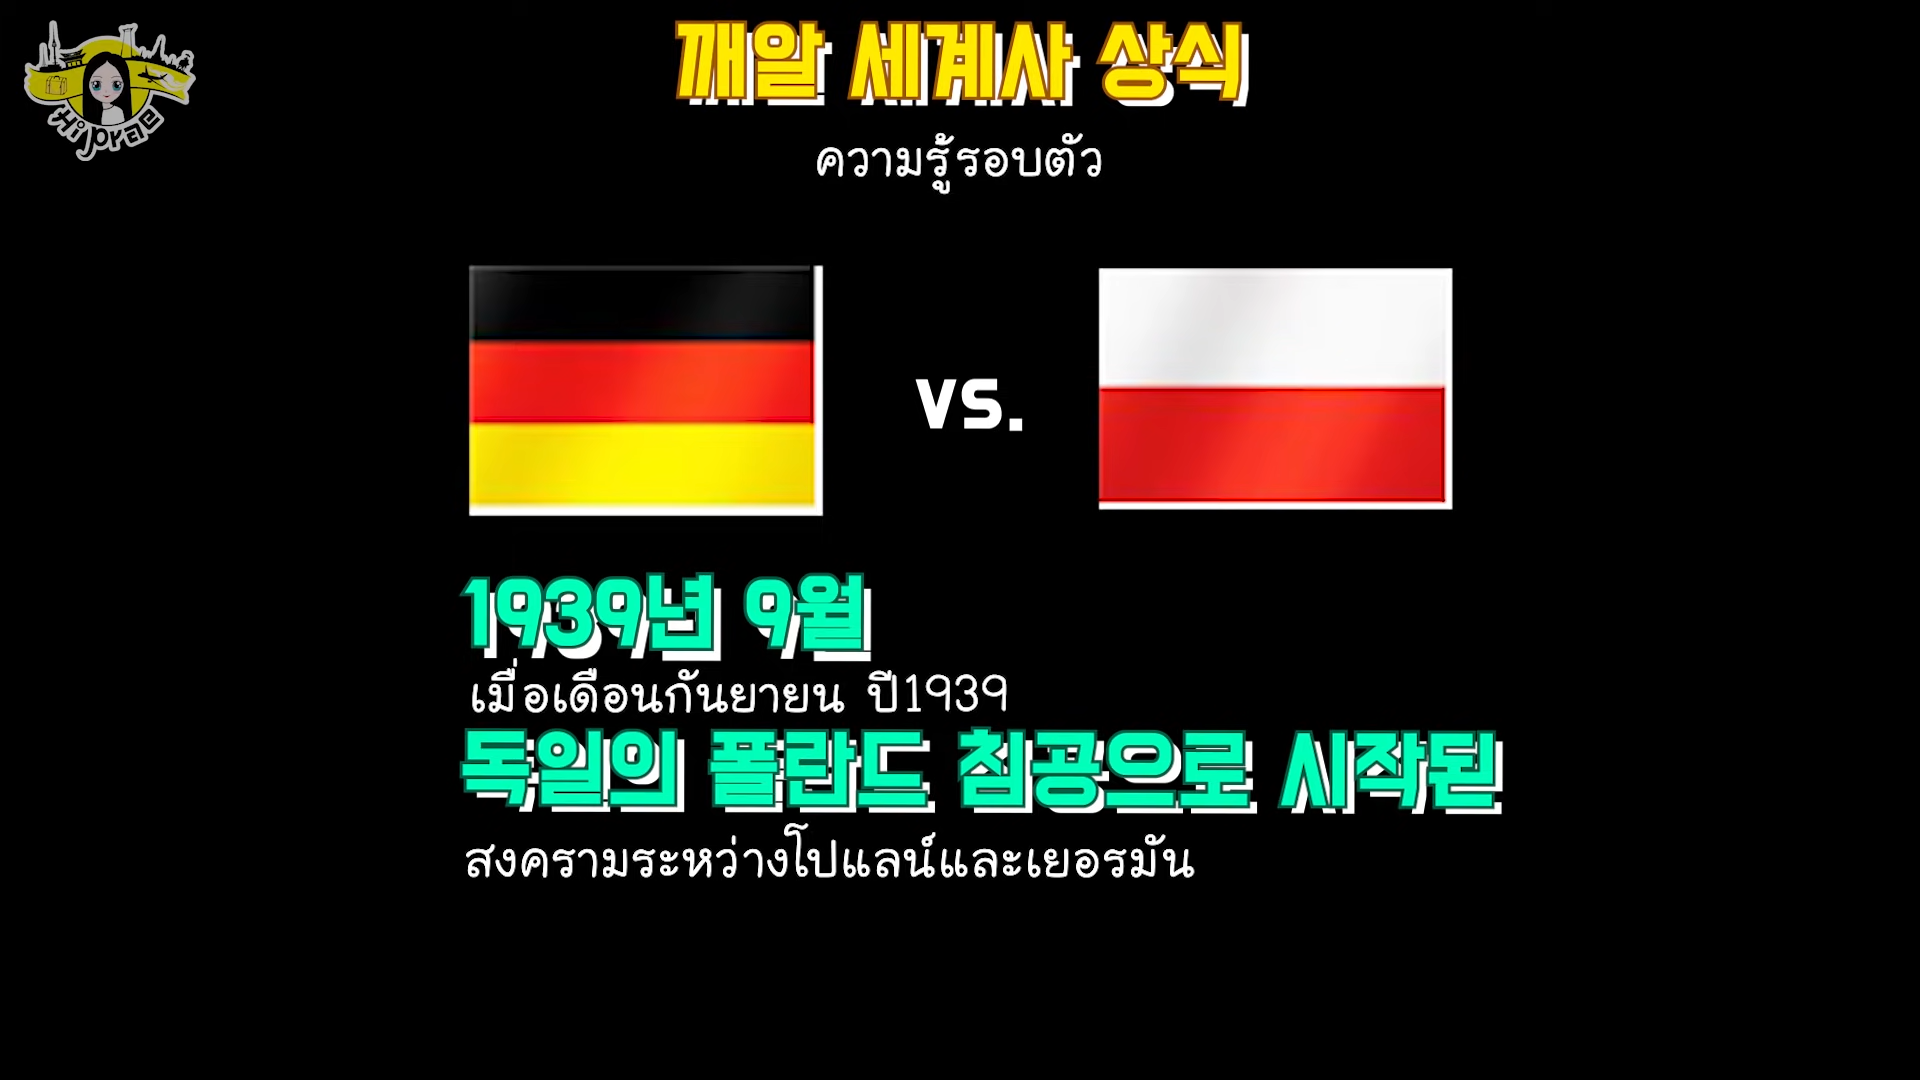 Hi Prae
깨알 세계사 상식
ความรู้รอบตัว
vs.
1939년 9월
เมื่อเดือนกันยายน ปี1939
독일의 폴란드 침공으로 시작된
สงครามระหว่างโปแลน์และเยอรมัน